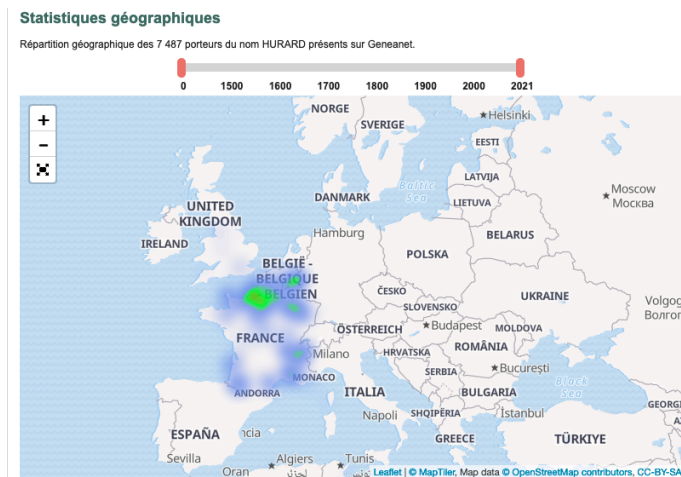 Statistiques géographiques
Répartition géographique des 7 487 porteurs du nom HURARD présents sur Geneanet.
0 1500 1600 1700 1800 1900 2000 2021
+
−
NORGE
SVERIGE
Helsinki
EESTI
LATVIJA
LIETUVA
Baltic
Sea
DANMARK
Moscow
Москва
UNITED
KINGDOM
IRELAND
Hamburg
BELARUS
POLSKA
BELGIË -
BELGIQUE
- BELGIEN
ČESKO
SLOVENSKO
UKRAINE
FRANCE
ÖSTERREICH
Budapest
MOLDOVA
Milano
HRVATSKA
ROMÂNIA
SERBIA
București
MONACO
ANDORRA
ITALIA
BULGARIA
Black
Sea
Napoli
SHQIPËRIA
İstanbul
ESPAÑA
GREECE
TÜRKIYE
Sevilla
Algiers
Tunis
Oran
Leaflet | © MapTiler, Map data © OpenStreetMap contributors, CC-BY-SA